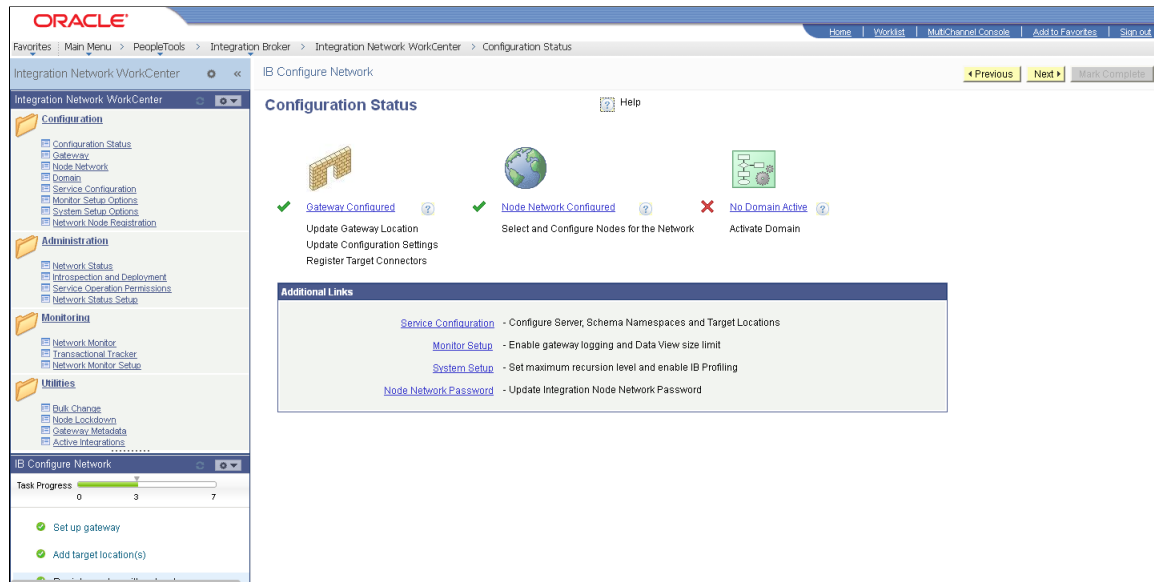 ORACLE'
Home | Worklist | MultiChannel Console | Add to Favorites | Sign out
Favorites Main Menu > PeopleTools > Integration Broker > Integration Network WorkCenter > Configuration Status
Integration Network WorkCenter
Integration Network WorkCenter
Configuration
Configuration Status
Gateway
Node Network
Domain
Service Configuration
Monitor Setup Options
System Setup Options
Network Node Registration
Administration
Network Status
Introspection and Deployment
Service Operation Permissions
Network Status Setup
Monitoring
Network Monitor
Transactional Tracker
Network Monitor Setup
Utilities
Bulk Change
Node Lockdown
Gateway Metadata
Active Integrations
IB Configure Network
Task Progress
0 3 7
Set up gateway
Add target location(s)
IB Configure Network
Previous Next Mark Complete
Configuration Status
Help
Gateway Configured
Update Gateway Location
Update Configuration Settings
Register Target Connectors
Node Network Configured
Select and Configure Nodes for the Network
No Domain Active
Activate Domain
Additional Links
Service Configuration - Configure Server, Schema Namespaces and Target Locations
Monitor Setup - Enable gateway logging and Data View size limit
System Setup - Set maximum recursion level and enable IB Profiling
Node Network Password - Update Integration Node Network Password